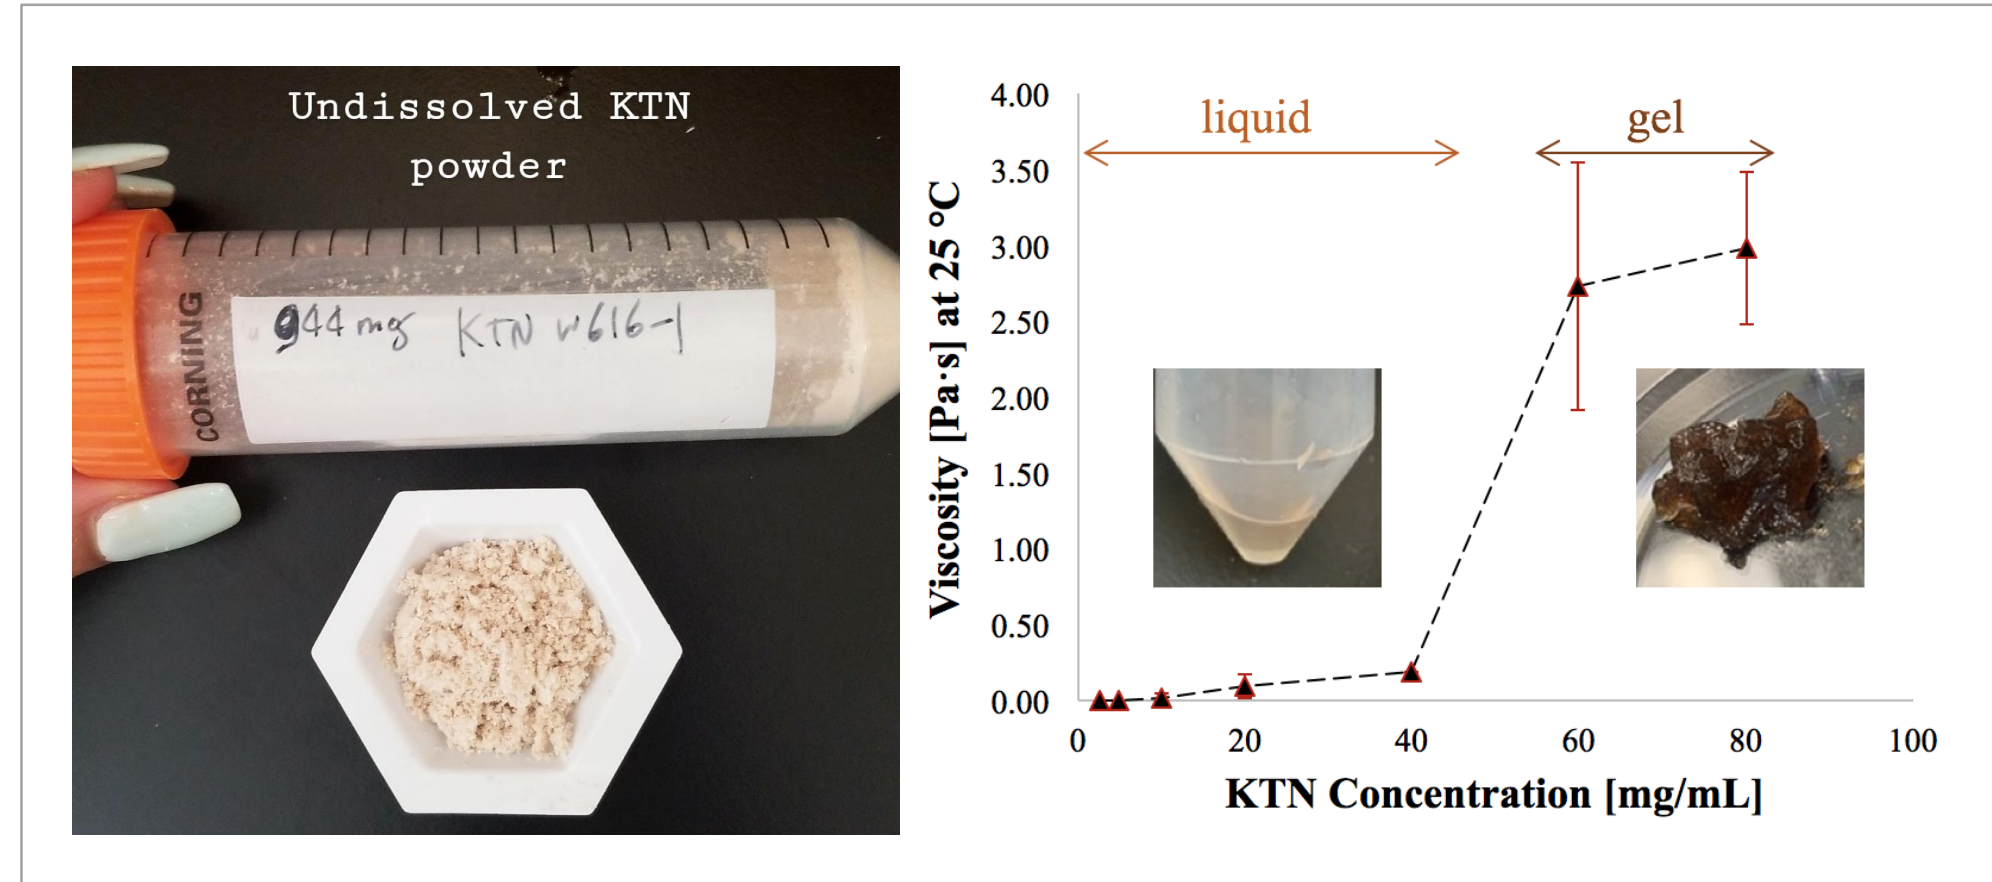 Undissolved KTN
powder
CORNING
944 mg KTN W616-1
liquid
gel
Viscosity [Pa·s] at 25 °C
4.00
3.50
3.00
2.50
2.00
1.50
1.00
0.50
0.00
0
20
40
60
80
100
KTN Concentration [mg/mL]